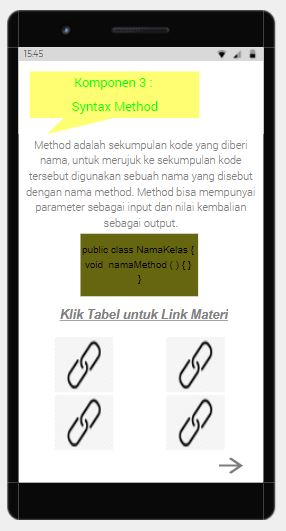 15:45
Komponen 3 :
Syntax Method
Method adalah sekumpulan kode yang diberi
nama, untuk merujuk ke sekumpulan kode
tersebut digunakan sebuah nama yang disebut
dengan nama method. Method bisa mempunyai
parameter sebagai input dan nilai kembalian
sebagai output.
public class NamaKelas {
void namaMethod ( ) { }
}
Klik Tabel untuk Link Materi